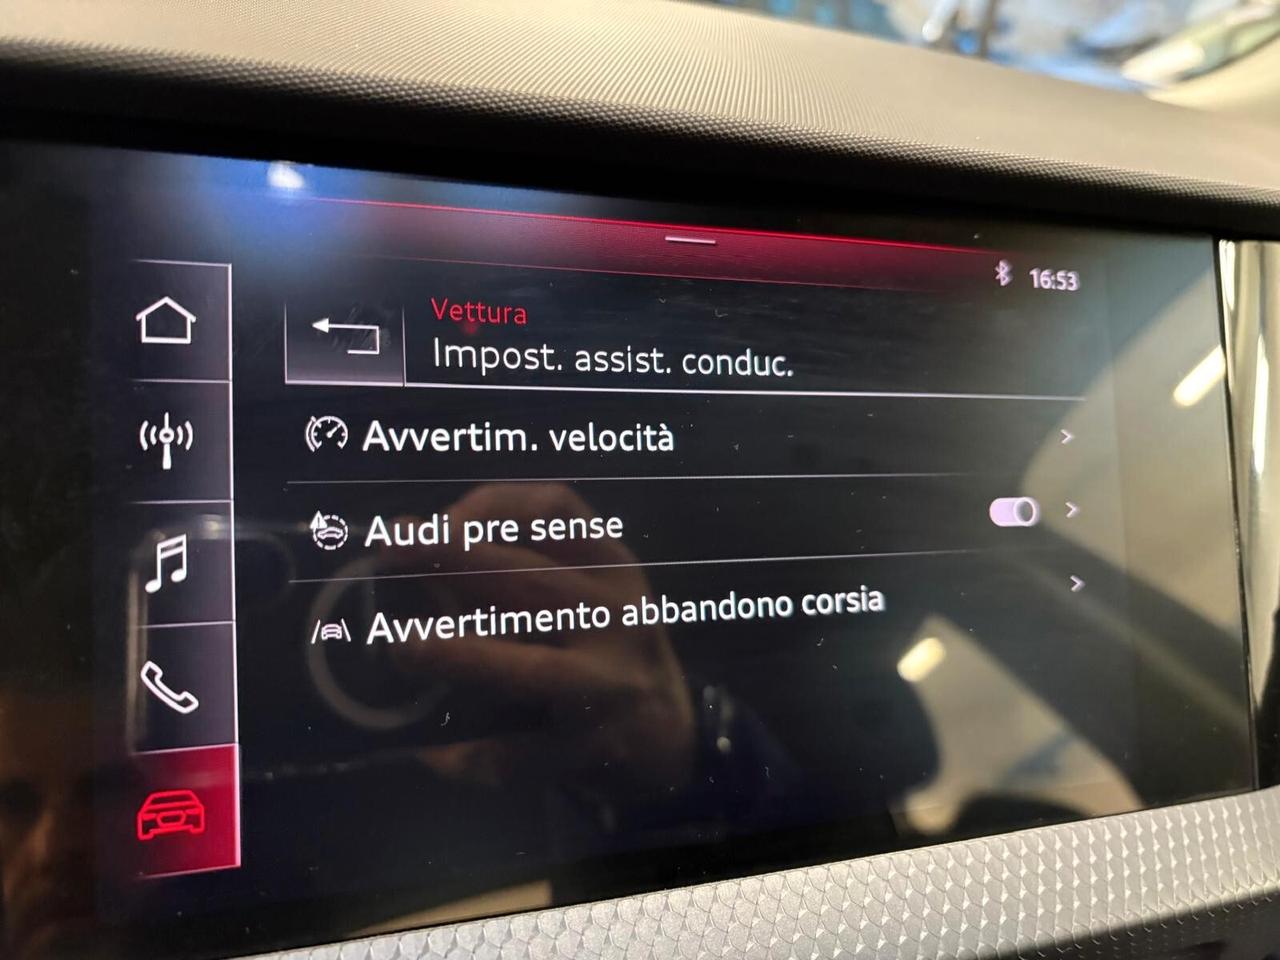 16:53
Vettura
Impost. assist. conduc.
Avvertim. velocità
Audi pre sense
Avvertimento abbandono corsia